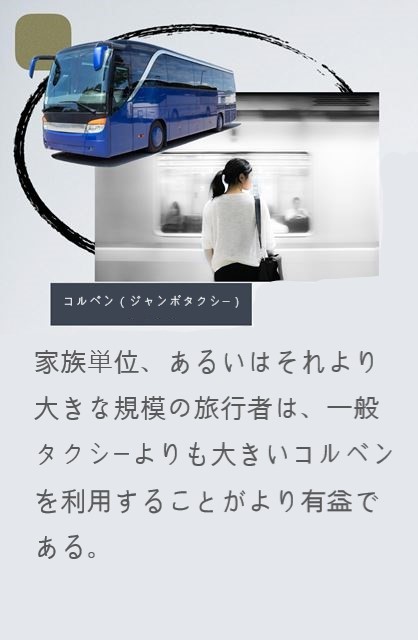 コルベン ( ジャンボタクシー )
家族単位、あるいはそれより
大きな規模の旅行者は、一般
タクシーよりも大きいコルベン
を利用することがより有益で
ある。